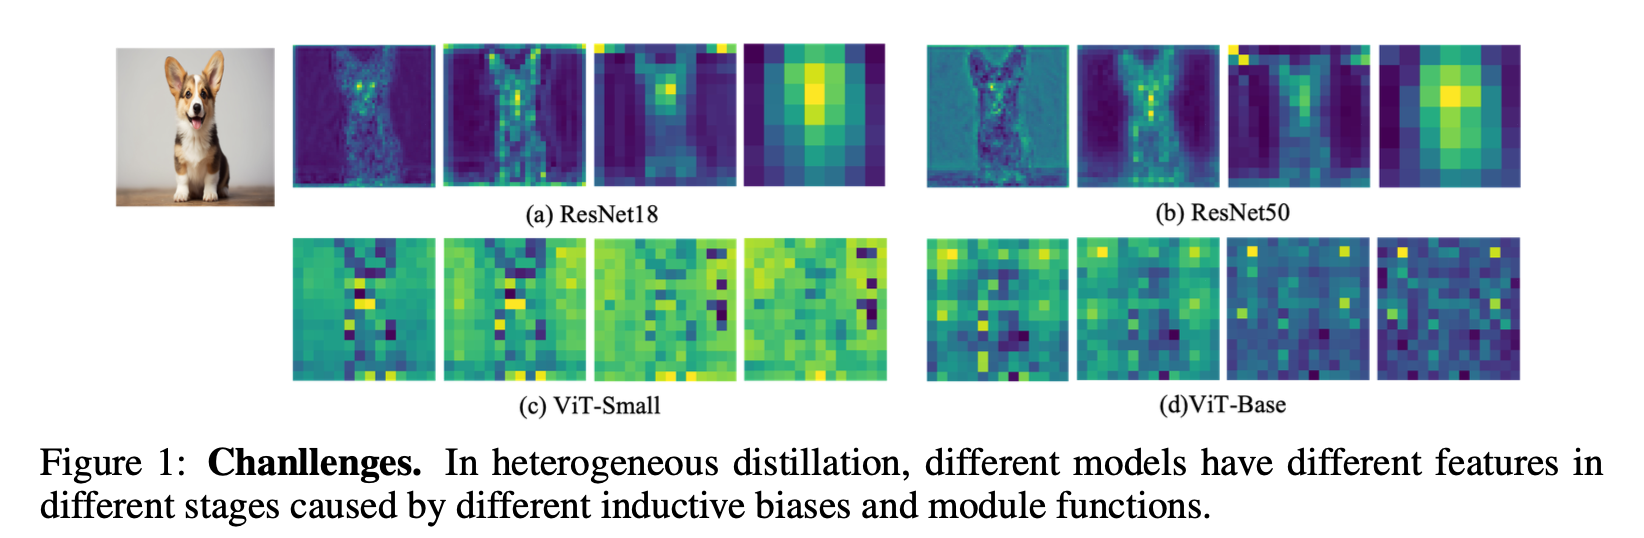 (a) ResNet18
(b) ResNet50
(c) ViT-Small
(d)ViT-Base
Figure 1: Chanllenges. In heterogeneous distillation, different models have different features in
different stages caused by different inductive biases and module functions.